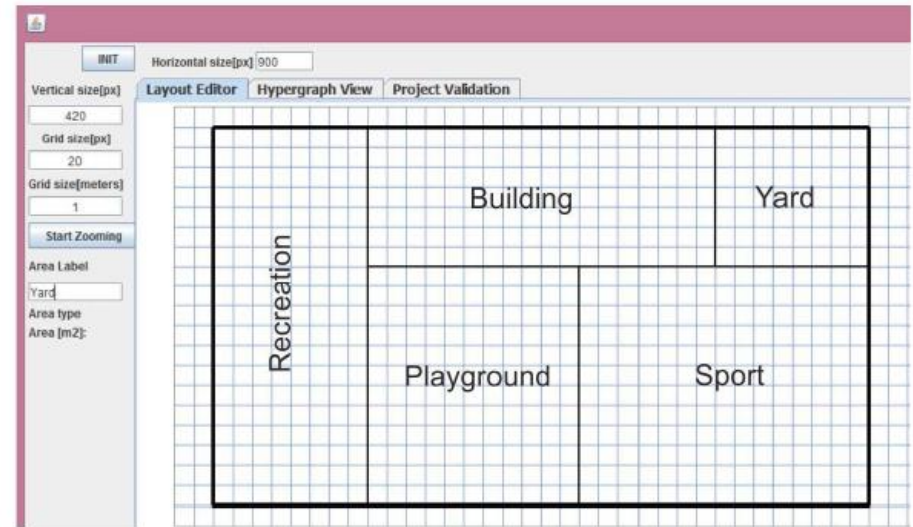 INIT
Horizontal size[px] 900
Vertical size[px]
420
Grid size[px]
20
Grid size[meters]
1
Start Zooming
Area Label
Yard
Area type
Area [m2]:
Layout Editor Hypergraph View Project Validation
Building
Yard
Recreation
Playground
Sport